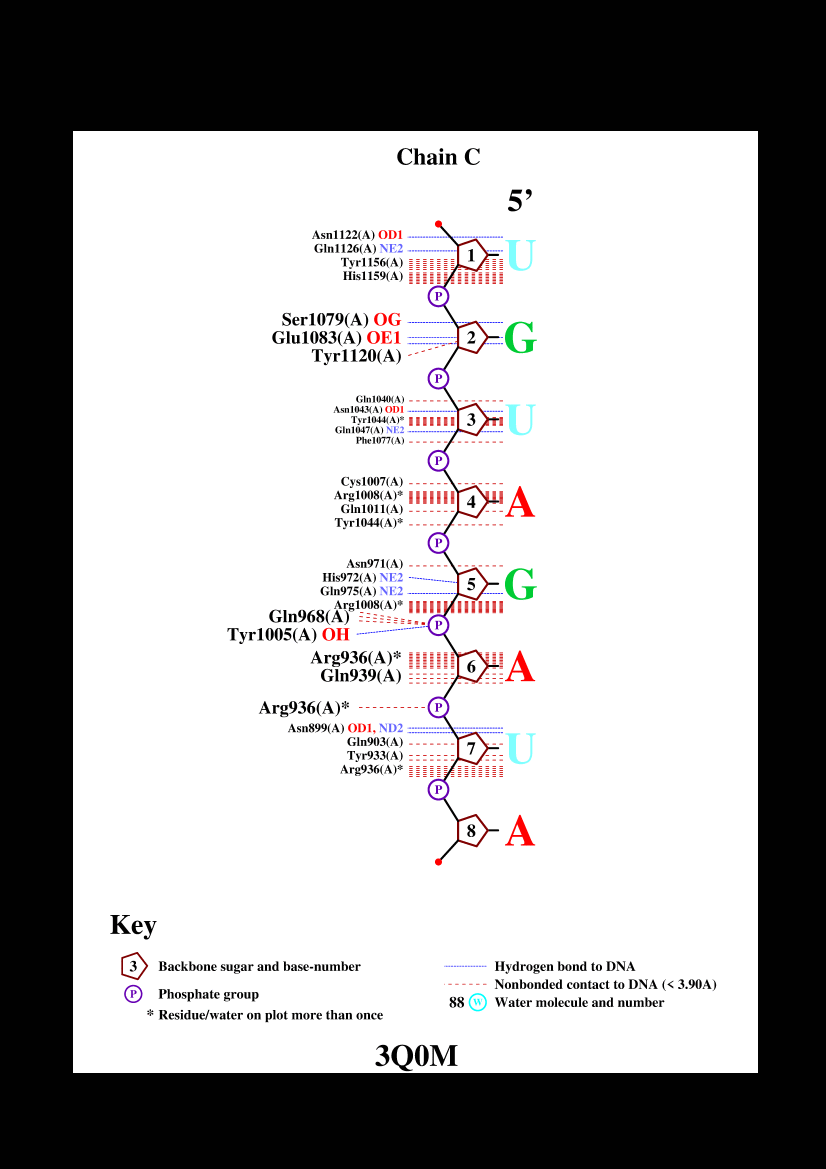 Chain C
5’
Asn1122(A) OD1
Gln1126(A) NE2
Tyr1156(A)
His1159(A)
1 U
P
Ser1079(A) OG
Glu1083(A) OE1
Tyr1120(A)
2 G
P
Gln1040(A)
Asn1043(A) OD1
Tyr1044(A)*
Gln1047(A) NE2
Phe1077(A)
3 U
P
Cys1007(A)
Arg1008(A)*
Gln1011(A)
Tyr1044(A)*
4 A
P
Asn971(A)
His972(A) NE2
Gln975(A) NE2
Arg1008(A)*
5 G
Gln968(A)
Tyr1005(A) OH
P
Arg936(A)*
Gln939(A)
6 A
Arg936(A)*
P
Asn899(A) OD1, ND2
Gln903(A)
Tyr933(A)
Arg936(A)*
7 U
P
8 A
Key
3 Backbone sugar and base-number
P Phosphate group
* Residue/water on plot more than once
Hydrogen bond to DNA
Nonbonded contact to DNA (< 3.90A)
88 W Water molecule and number
3Q0M